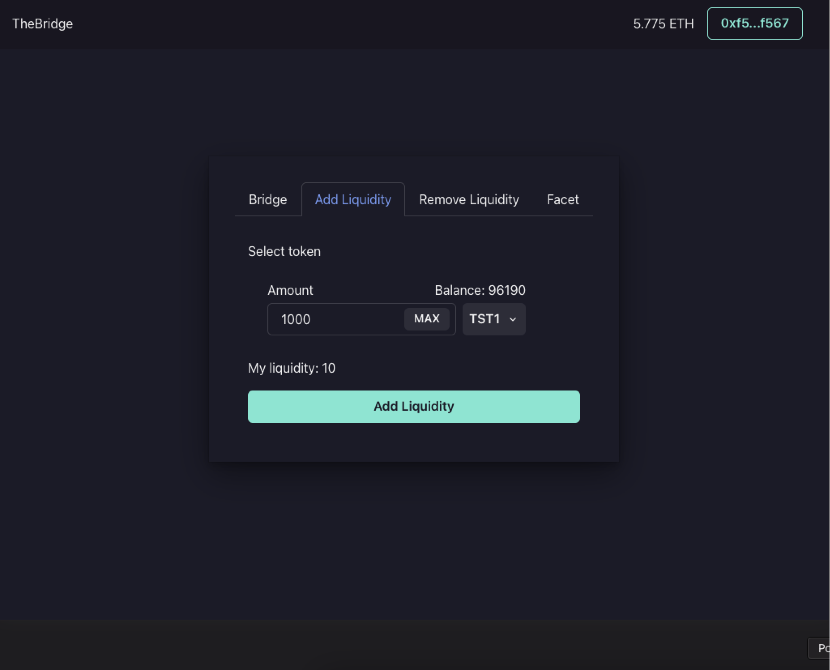 TheBridge 5.775 ETH 0xf5...f567
Bridge Add Liquidity Remove Liquidity Facet
Select token
Amount Balance: 96190
1000 MAX TST1
My liquidity: 10
Add Liquidity